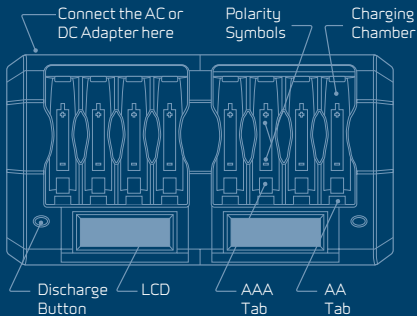 Connect the AC or
DC Adapter here
Polarity
Symbols
Charging
Chamber
Discharge
Button
LCD
AAA
Tab
AA
Tab